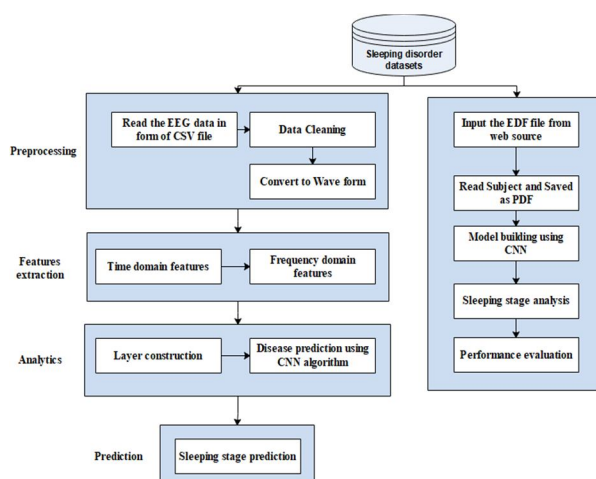 Sleeping disorder
datasets
Preprocessing
Read the EEG data in
form of CSV file
Data Cleaning
Convert to Wave form
Features
extraction
Time domain features
Frequency domain
features
Analytics
Layer construction
Disease prediction using
CNN algorithm
Prediction
Sleeping stage prediction
Input the EDF file from
web source
Read Subject and Saved
as PDF
Model building using
CNN
Sleeping stage analysis
Performance evaluation